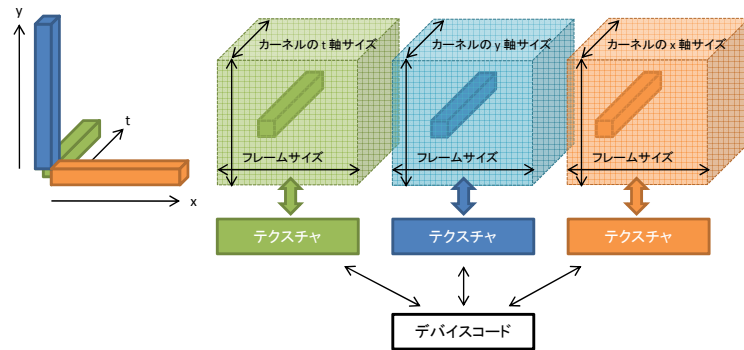 y
t
x
カーネルの t 軸サイズ
カーネルの y 軸サイズ
カーネルの x 軸サイズ
フレームサイズ
フレームサイズ
フレームサイズ
テクスチャ
テクスチャ
テクスチャ
デバイスコード